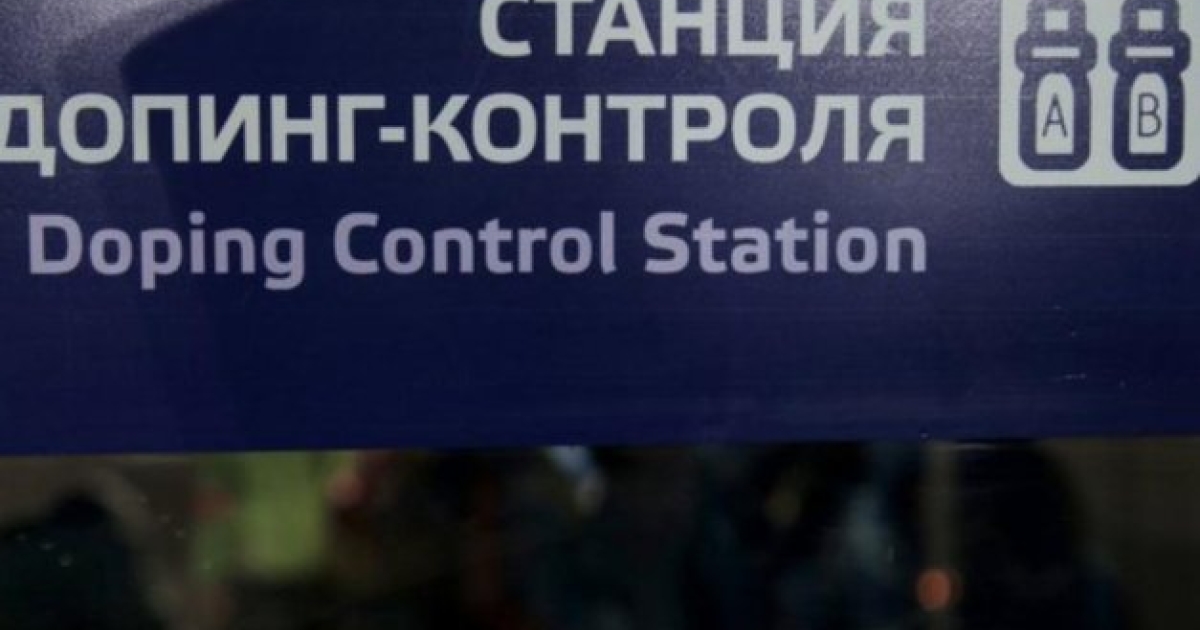 СТАНЦИЯ
ДОПИНГ-КОНТРОЛЯ
Doping Control Station
A B